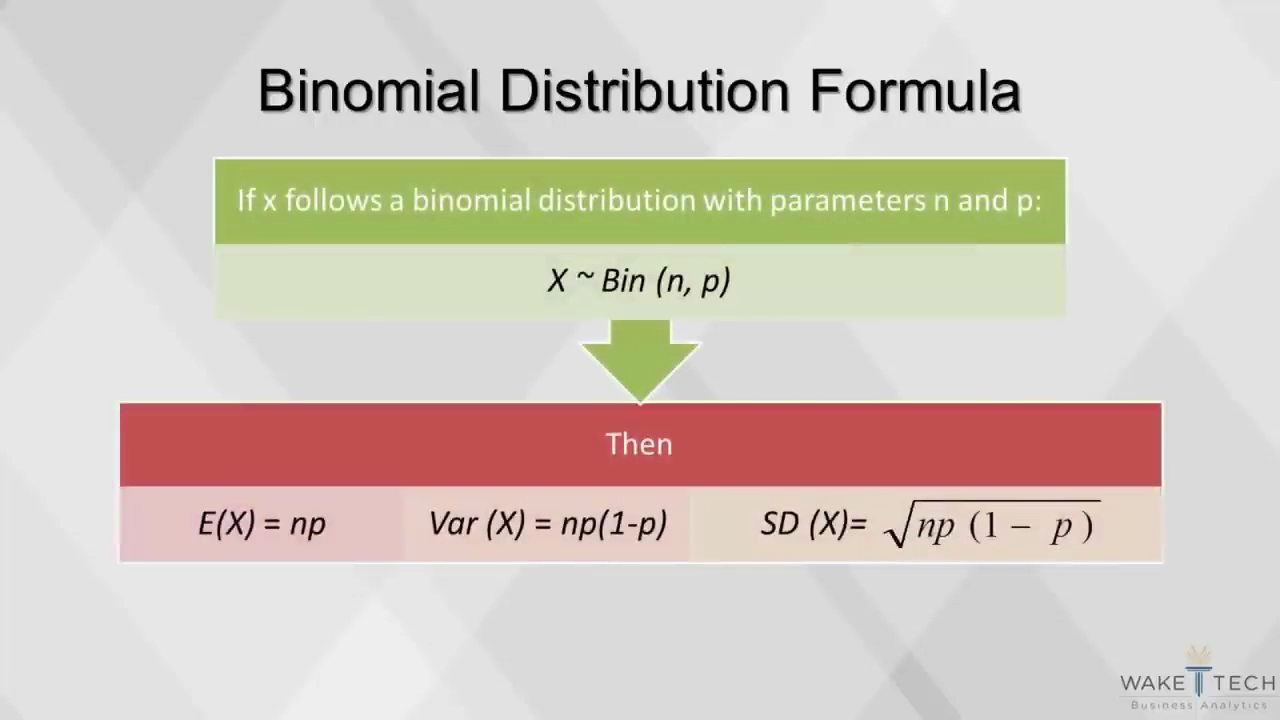 Binomial Distribution Formula
If x follows a binomial distribution with parameters n and p:
X ~ Bin (n, p)
Then
E(X) = np
Var (X) = np(1-p)
SD (X)= √np (1 − p )
WAKE TECH
Business Analytics